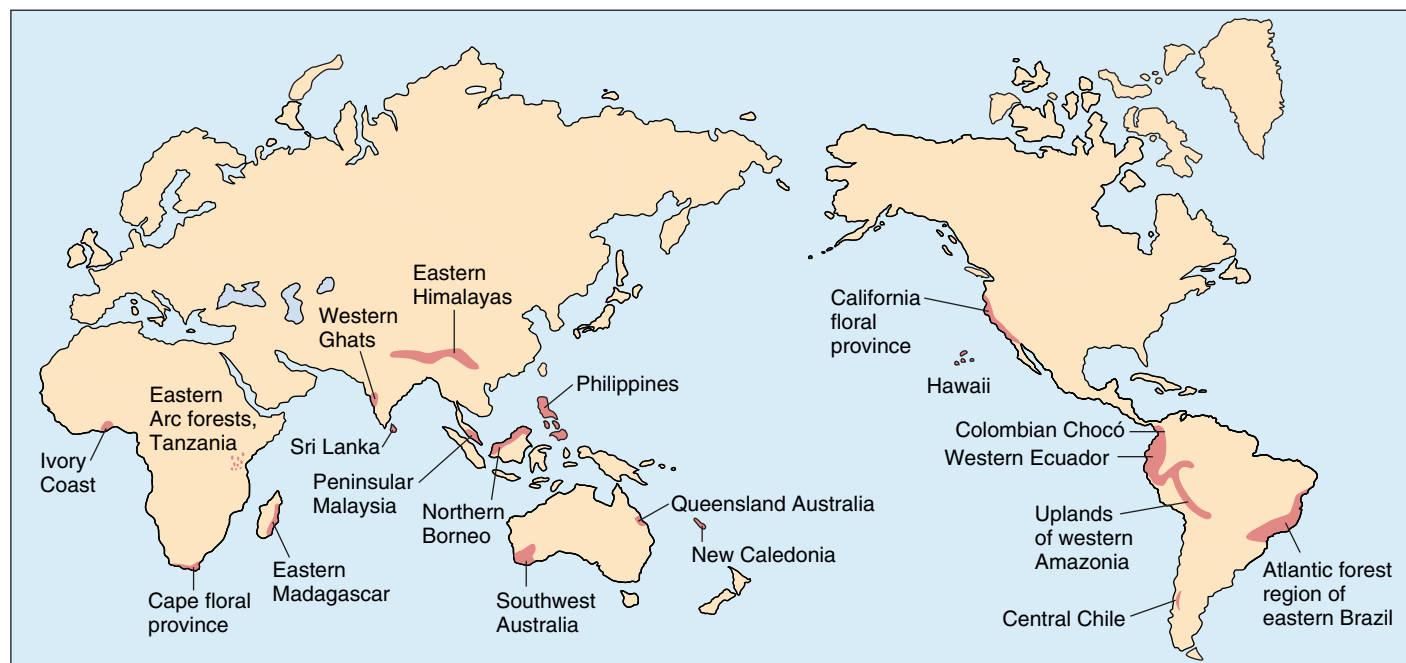 Eastern
Himalayas
Western
Ghats
Philippines
Eastern
Arc forests,
Tanzania
Sri Lanka
Ivory
Coast
Peninsular
Malaysia
Northern
Borneo
Queensland Australia
New Caledonia
Eastern
Madagascar
Cape floral
province
Southwest
Australia
California
floral
province
Hawaii
Colombian Chocó
Western Ecuador
Uplands
of western
Amazonia
Central Chile
Atlantic forest
region of
eastern Brazil